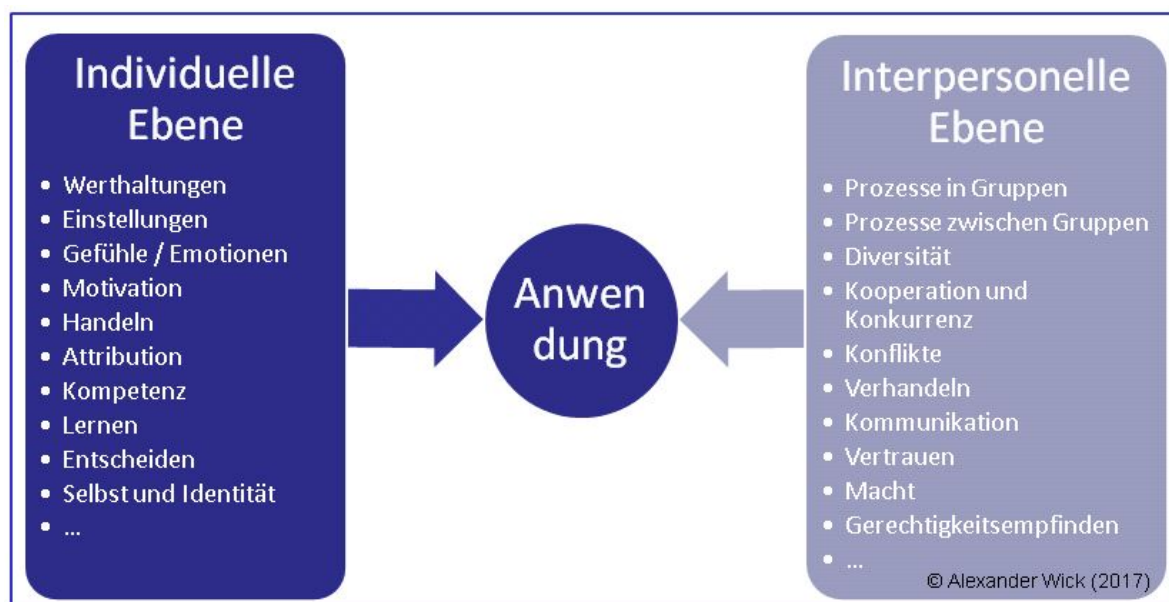 Individuelle
Ebene
• Werthaltungen
• Einstellungen
• Gefühle / Emotionen
• Motivation
• Handeln
• Attribution
• Kompetenz
• Lernen
• Entscheiden
• Selbst und Identität
• ...
Anwen
dung
Interpersonelle
Ebene
• Prozesse in Gruppen
• Prozesse zwischen Gruppen
• Diversität
• Kooperation und
Konkurrenz
• Konflikte
• Verhandeln
• Kommunikation
• Vertrauen
• Macht
• Gerechtigkeitsempfinden
• ...
© Alexander Wick (2017)